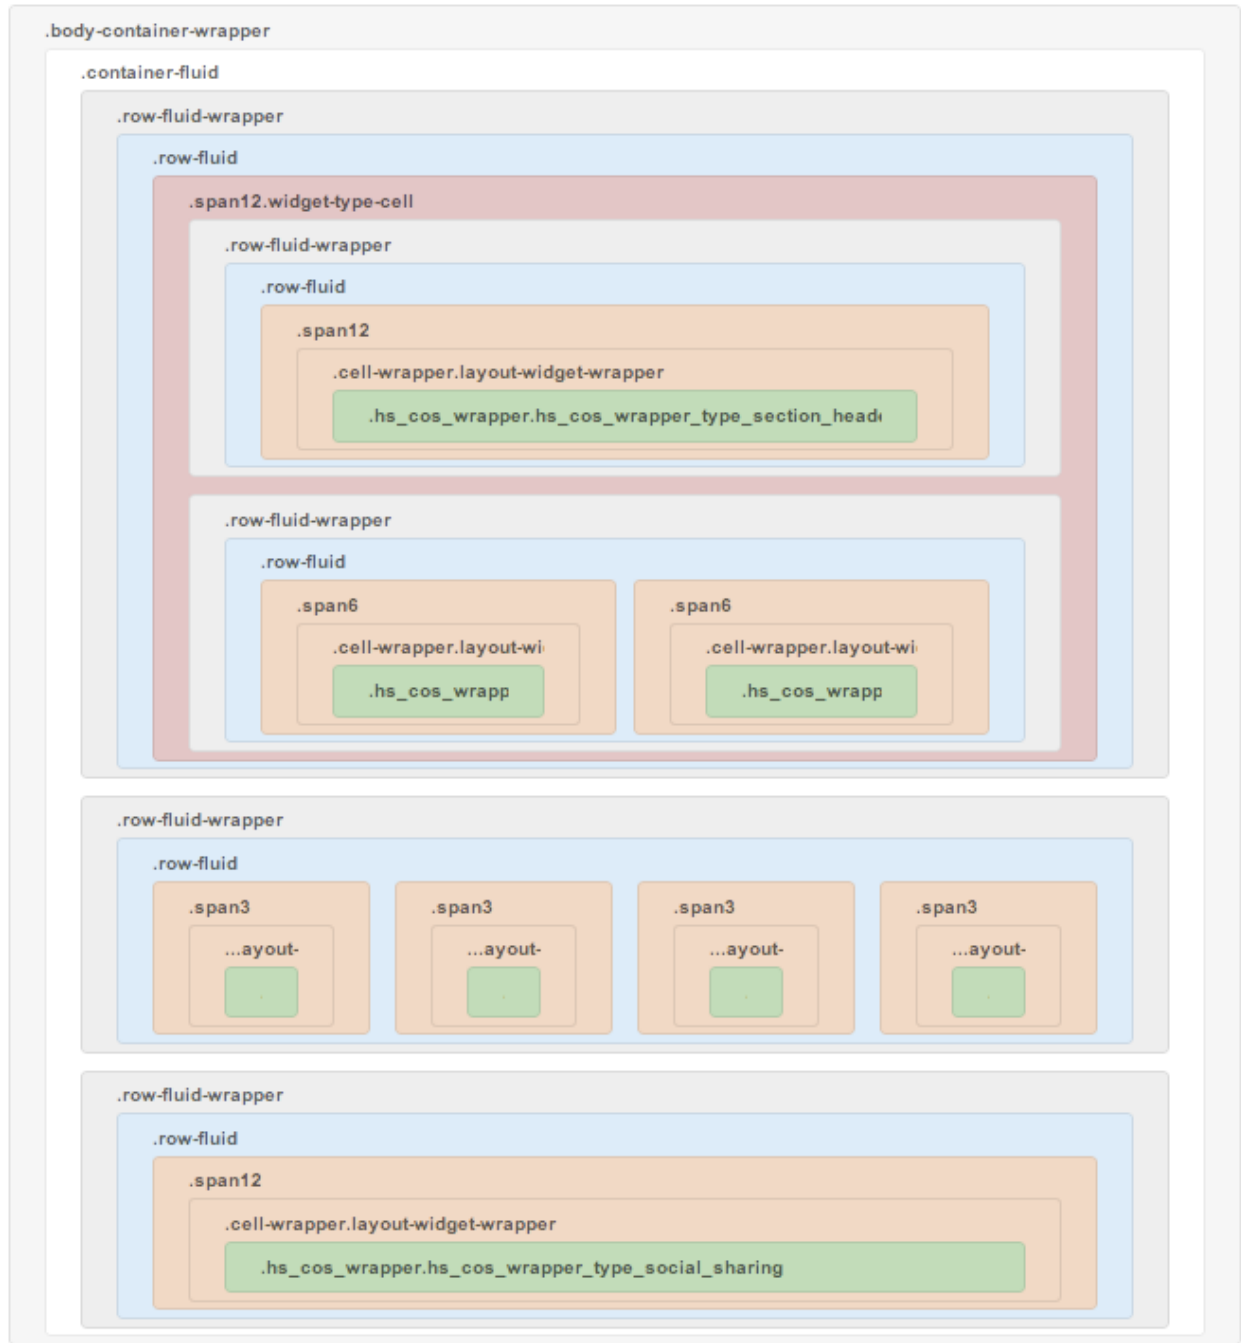 .body-container-wrapper
.container-fluid
.row-fluid-wrapper
.row-fluid
.span12.widget-type-cell
.row-fluid-wrapper
.row-fluid
.span12
.cell-wrapper.layout-widget-wrapper
.hs_cos_wrapper.hs_cos_wrapper_type_section_heade
.row-fluid-wrapper
.row-fluid
.span6 .span6
.cell-wrapper.layout-wi .cell-wrapper.layout-wi
.hs_cos_wrapp .hs_cos_wrapp
.row-fluid-wrapper
.row-fluid
.span3 .span3 .span3 .span3
...ayout- ...ayout- ...ayout- ...ayout-
. . . .
.row-fluid-wrapper
.row-fluid
.span12
.cell-wrapper.layout-widget-wrapper
.hs_cos_wrapper.hs_cos_wrapper_type_social_sharing